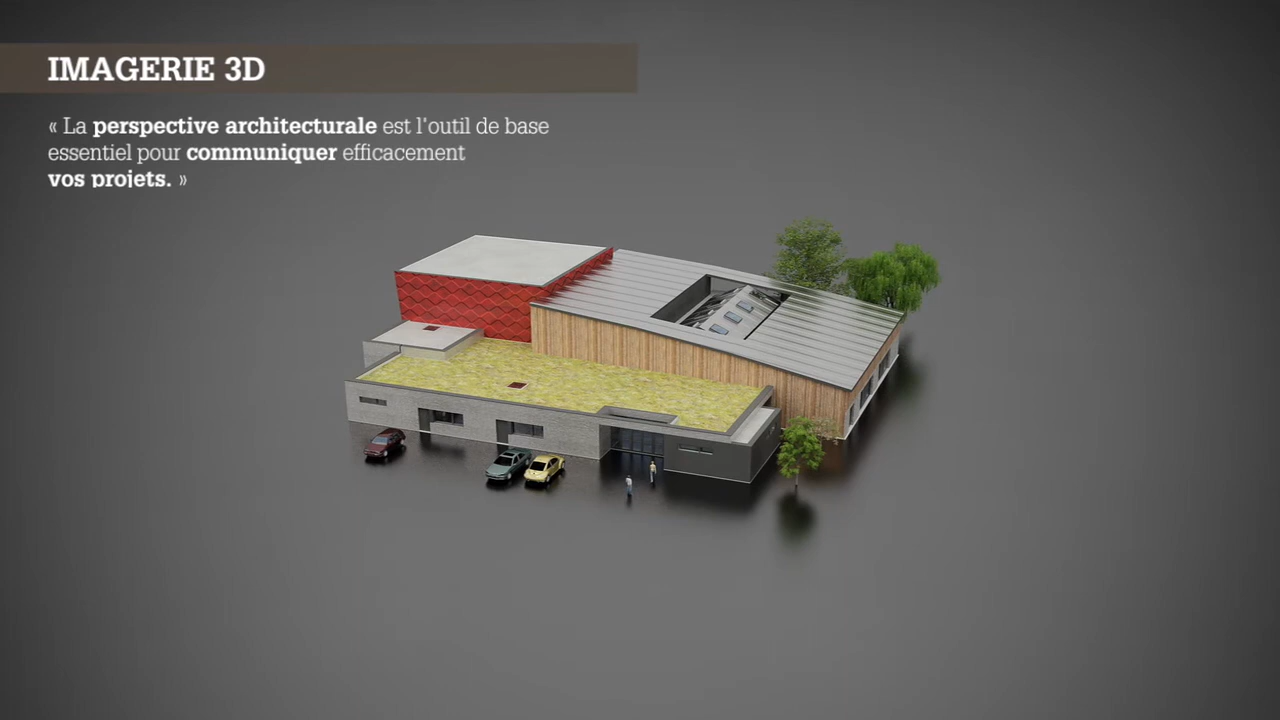 IMAGERIE 3D
« La perspective architecturale est l'outil de base
essentiel pour communiquer efficacement
vos projets. »